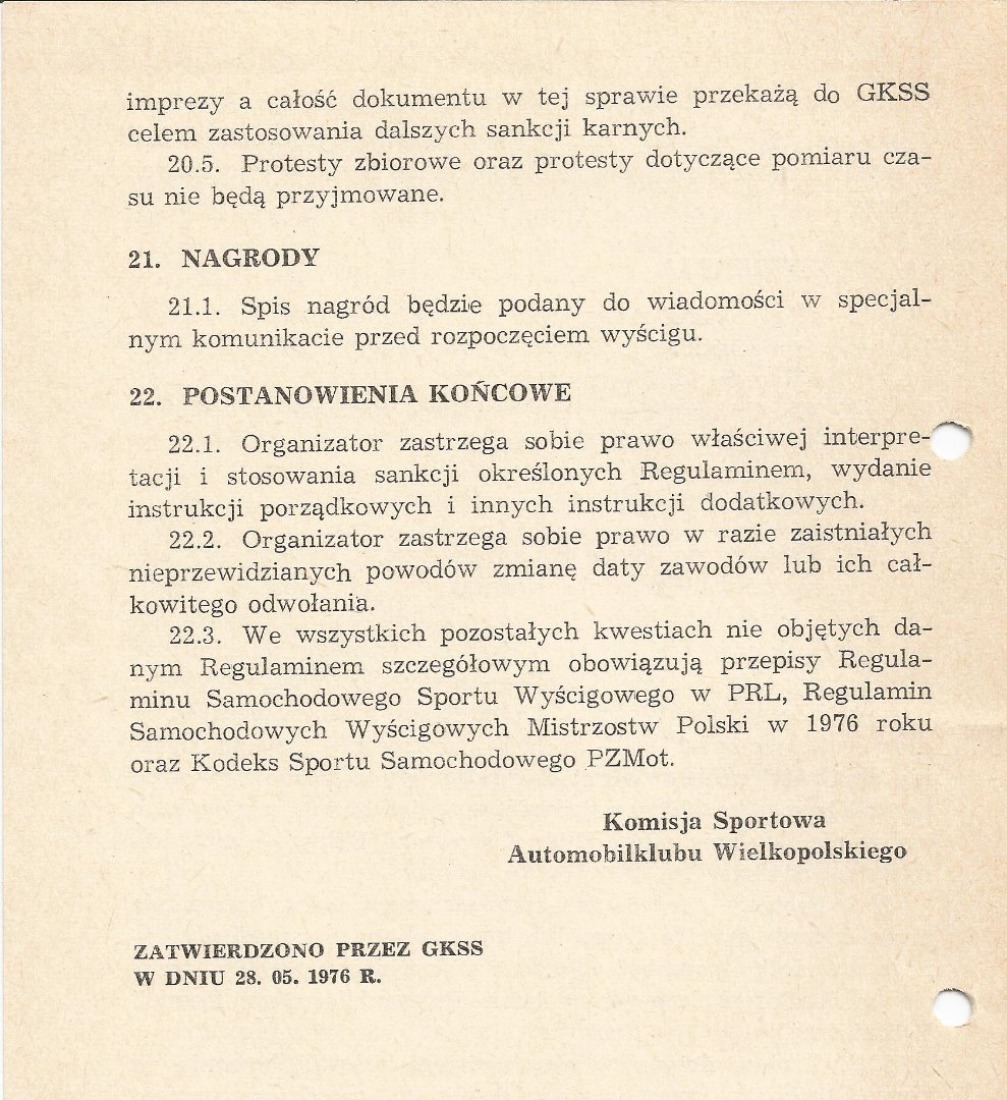 imprezy a całość dokumentu w tej sprawie przekażą do GKSS
celem zastosowania dalszych sankcji karnych.
20.5. Protesty zbiorowe oraz protesty dotyczące pomiaru cza-
su nie będą przyjmowane.
21. NAGRODY
21.1. Spis nagród będzie podany do wiadomości w specjal-
nym komunikacie przed rozpoczęciem wyścigu.
22. POSTANOWIENIA KOŃCOWE
22.1. Organizator zastrzega sobie prawo właściwej interpre-
tacji i stosowania sankcji określonych Regulaminem, wydanie
instrukcji porządkowych i innych instrukcji dodatkowych.
22.2. Organizator zastrzega sobie prawo w razie zaistniałych
nieprzewidzianych powodów zmianę daty zawodów lub ich cał-
kowitego odwołania.
22.3. We wszystkich pozostałych kwestiach nie objętych da-
nym Regulaminem szczegółowym obowiązują przepisy Regula-
minu Samochodowego Sportu Wyścigowego w PRL, Regulamin
Samochodowych Wyścigowych Mistrzostw Polski w 1976 roku
oraz Kodeks Sportu Samochodowego PZMot.
Komisja Sportowa
Automobilklubu Wielkopolskiego
ZATWIERDZONO PRZEZ GKSS
W DNIU 28. 05. 1976 R.